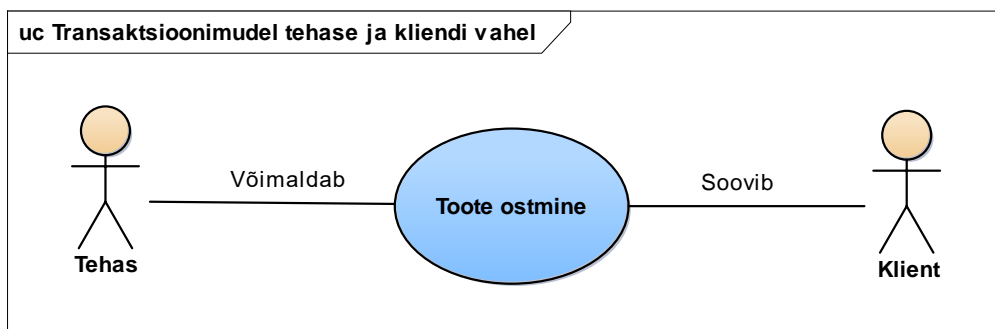 uc Transaktsioonimudel tehase ja kliendi vahel
Võimaldab
Soovib
Toote ostmine
Tehas
Klient